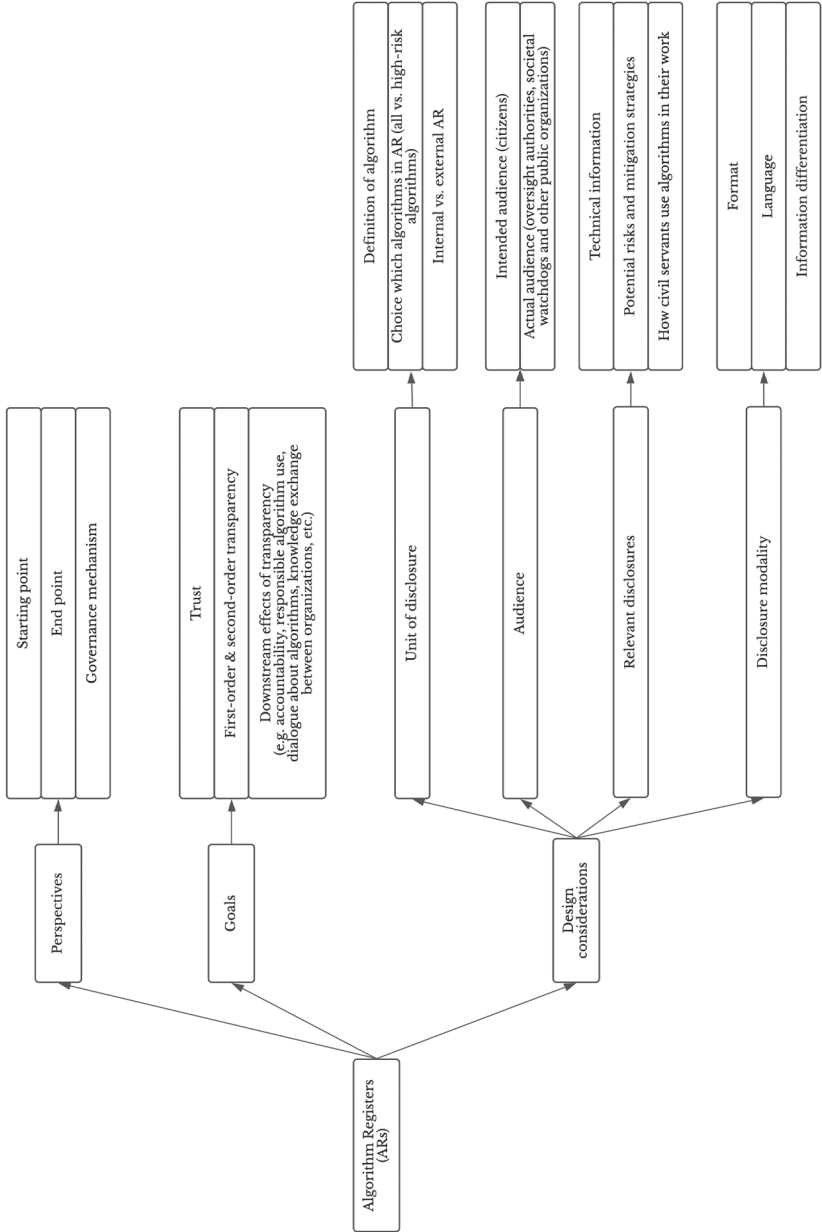 Algorithm Registers
(ARs)
Perspectives
Starting point
End point
Governance mechanism
Goals
Trust
First-order & second-order transparency
Downstream effects of transparency
(e.g. accountability, responsible algorithm use,
dialogue about algorithms, knowledge exchange
between organizations, etc.)
Design
considerations
Unit of disclosure
Definition of algorithm
Choice which algorithms in AR (all vs. high-risk
algorithms)
Internal vs. external AR
Audience
Intended audience (citizens)
Actual audience (oversight authorities, societal
watchdogs and other public organizations)
Relevant disclosures
Technical information
Potential risks and mitigation strategies
How civil servants use algorithms in their work
Disclosure modality
Format
Language
Information differentiation